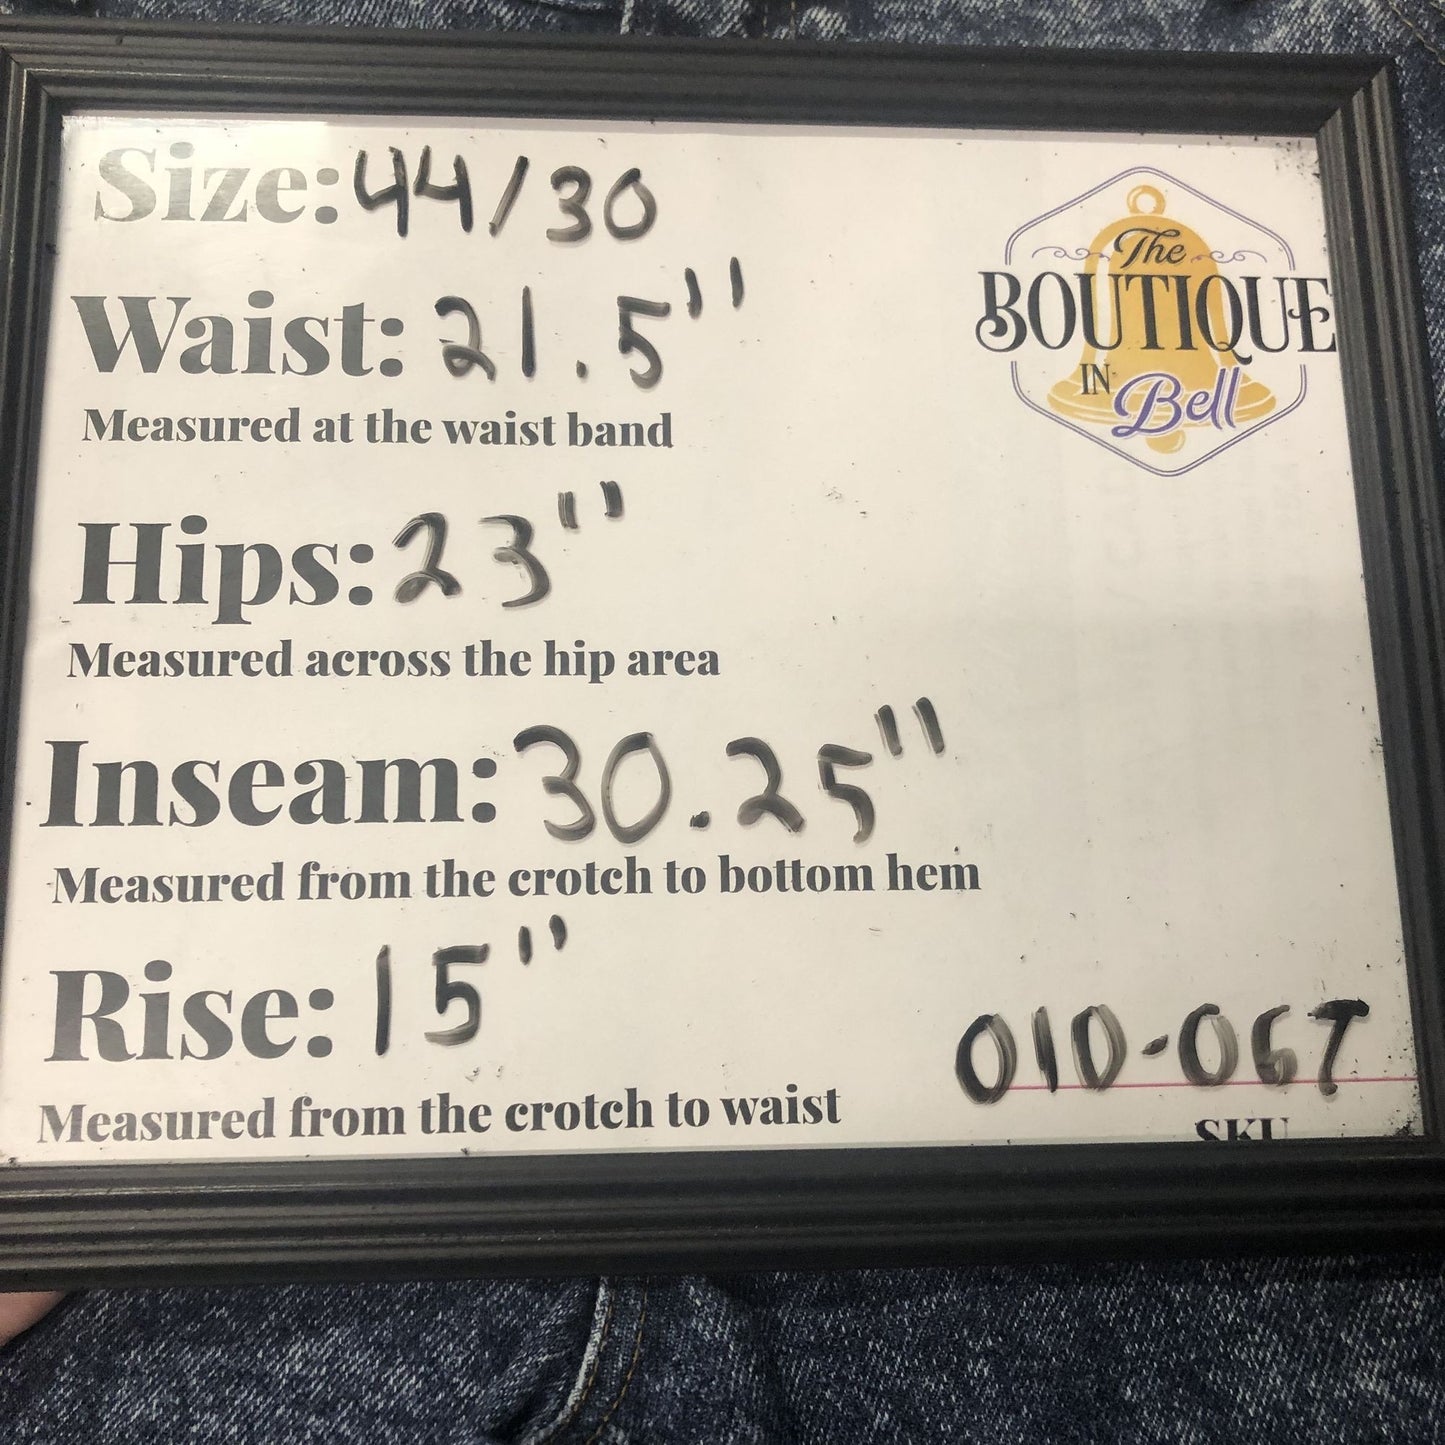 Size: 44/30
The
BOUTIQUE
IN Bell
Waist: 21.5"
Measured at the waist band
Hips: 23"
Measured across the hip area
Inseam: 30.25"
Measured from the crotch to bottom hem
Rise: 15"
Measured from the crotch to waist
010-06T
SKU